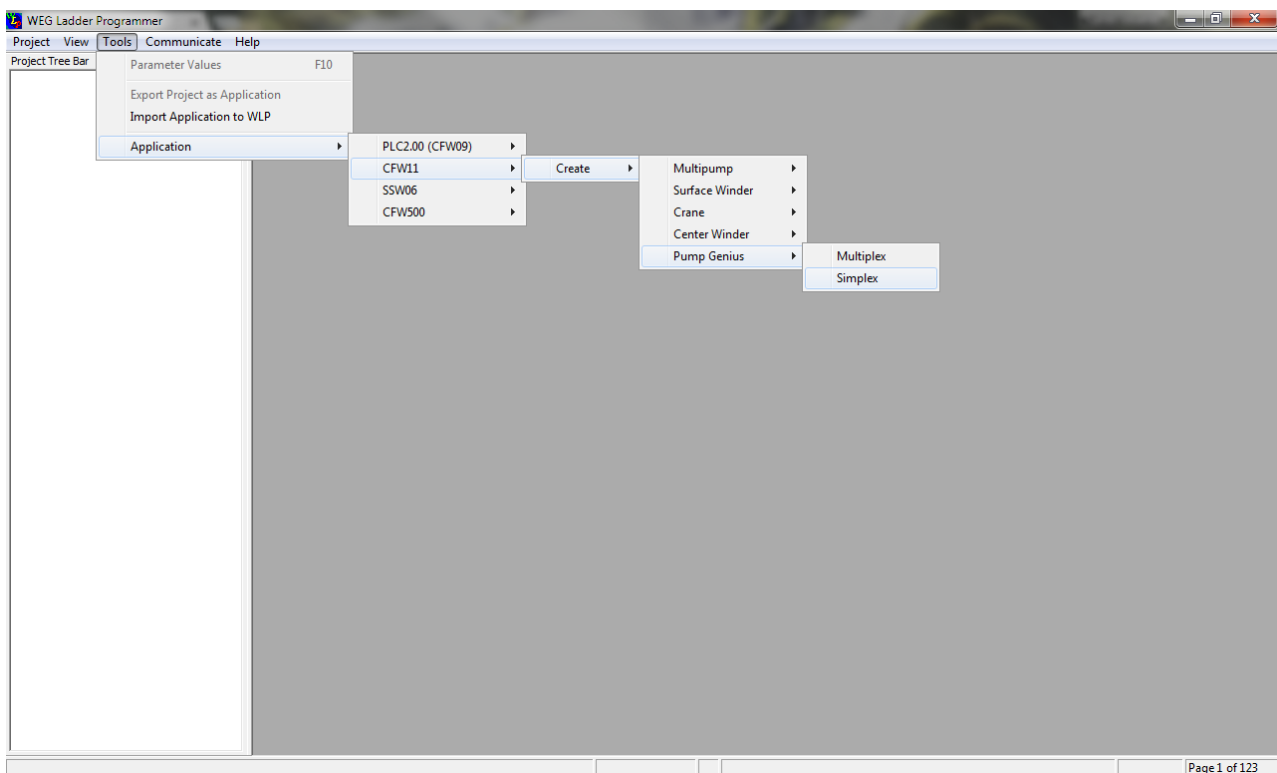 WEG Ladder Programmer
Project View Tools Communicate Help
Project Tree Bar
Parameter Values F10
Export Project as Application
Import Application to WLP
Application
PLC2.00 (CFW09)
CFW11
SSW06
CFW500
Create
Multipump
Surface Winder
Crane
Center Winder
Pump Genius
Multiplex
Simplex
Page 1 of 123